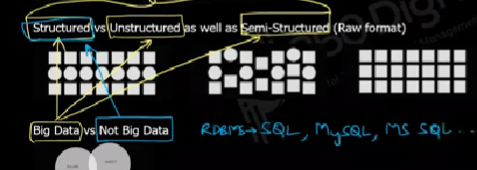 Structured vs Unstructured as well as Semi-Structured (Raw format)
Big Data vs Not Big Data
RDBMS → SQL, MySQL, MS SQL ...